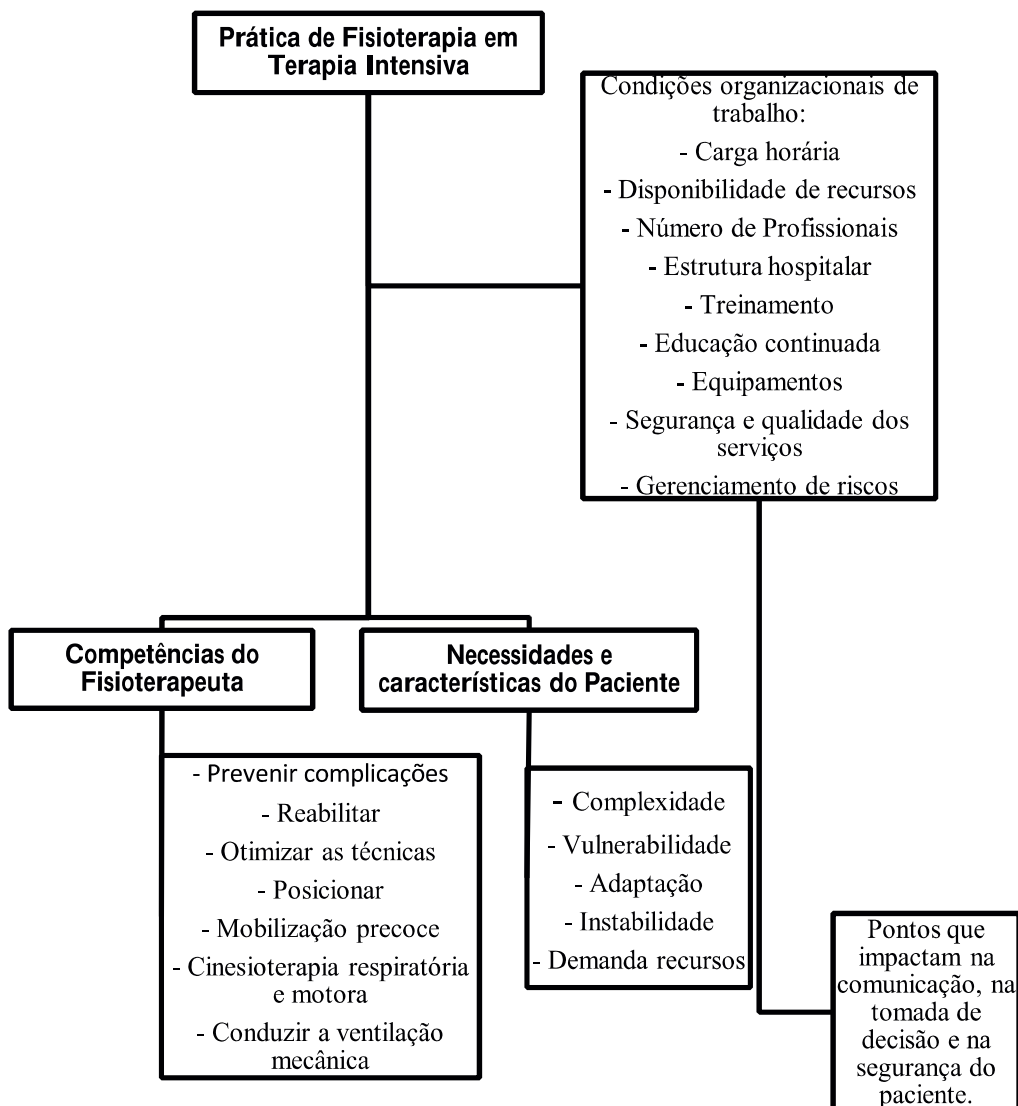 Prática de Fisioterapia em
Terapia Intensiva
Condições organizacionais de
trabalho:
- Carga horária
- Disponibilidade de recursos
- Número de Profissionais
- Estrutura hospitalar
- Treinamento
- Educação continuada
- Equipamentos
- Segurança e qualidade dos
serviços
- Gerenciamento de riscos
Competências do
Fisioterapeuta
Necessidades e
características do Paciente
- Prevenir complicações
- Reabilitar
- Otimizar as técnicas
- Posicionar
- Mobilização precoce
- Cinesioterapia respiratória
e motora
- Conduzir a ventilação
mecânica
- Complexidade
- Vulnerabilidade
- Adaptação
- Instabilidade
- Demanda recursos
Pontos que
impactam na
comunicação, na
tomada de
decisão e na
segurança do
paciente.